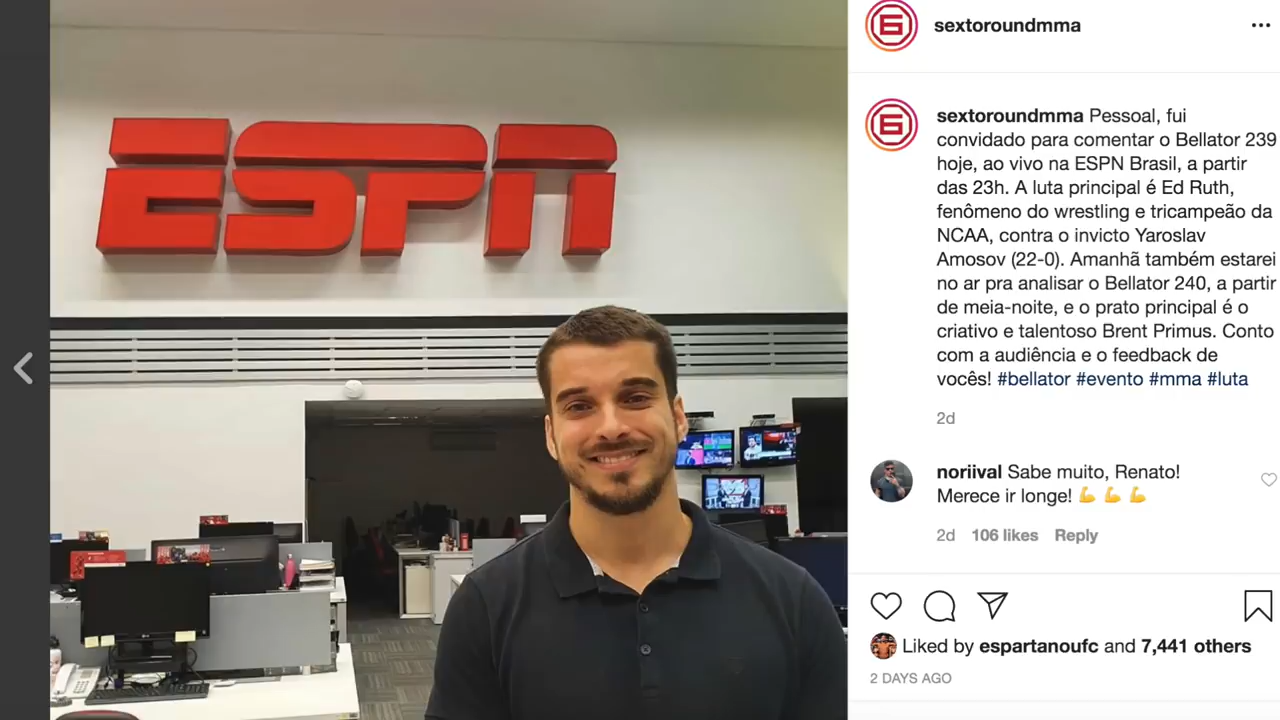 ESPN
sextoroundmma
sextoroundmma Pessoal, fui
convidado para comentar o Bellator 239
hoje, ao vivo na ESPN Brasil, a partir
das 23h. A luta principal é Ed Ruth,
fenômeno do wrestling e tricampeão da
NCAA, contra o invicto Yaroslav
Amosov (22-0). Amanhã também estarei
no ar pra analisar o Bellator 240, a partir
de meia-noite, e o prato principal é o
criativo e talentoso Brent Primus. Conto
com a audiência e o feedback de
vocês! #bellator #evento #mma #luta
2d
noriival Sabe muito, Renato!
Merece ir longe! 💪 💪 💪
2d 106 likes Reply
Liked by espartanoufc and 7,441 others
2 DAYS AGO